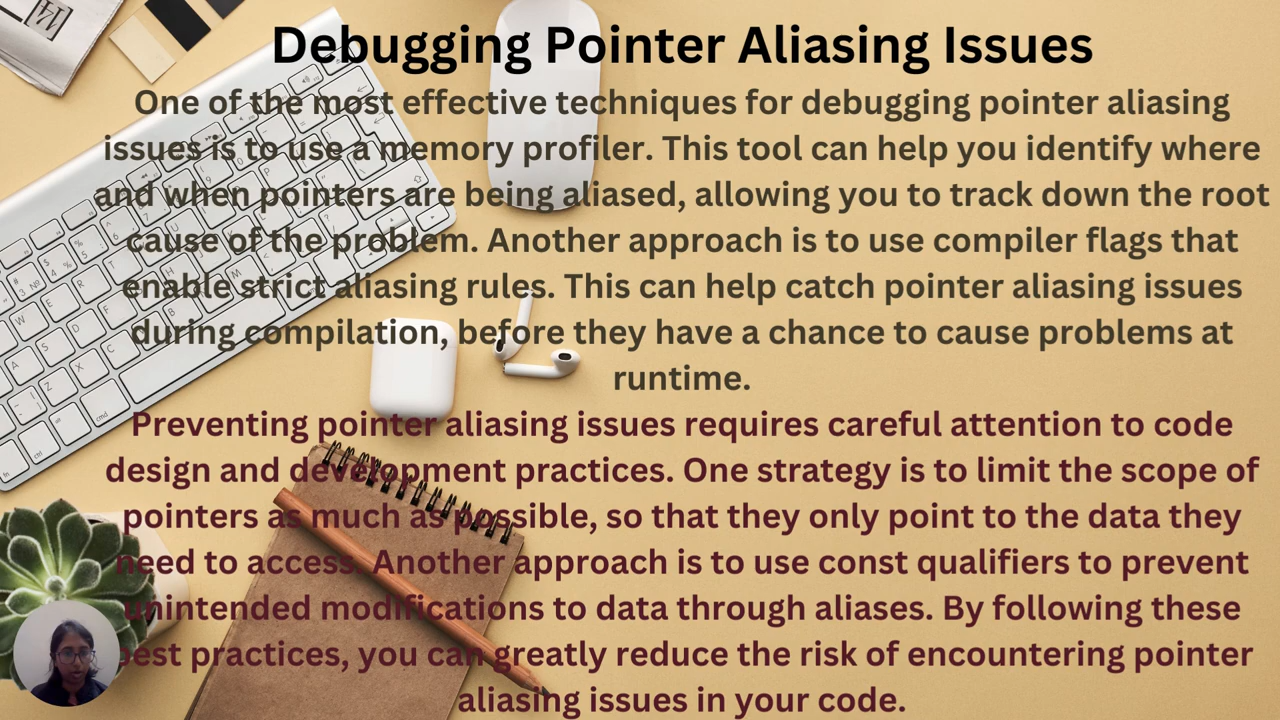 Debugging Pointer Aliasing Issues
One of the most effective techniques for debugging pointer aliasing
issues is to use a memory profiler. This tool can help you identify where
and when pointers are being aliased, allowing you to track down the root
cause of the problem. Another approach is to use compiler flags that
enable strict aliasing rules. This can help catch pointer aliasing issues
during compilation, before they have a chance to cause problems at
runtime.
Preventing pointer aliasing issues requires careful attention to code
design and development practices. One strategy is to limit the scope of
pointers as much as possible, so that they only point to the data they
need to access. Another approach is to use const qualifiers to prevent
unintended modifications to data through aliases. By following these
best practices, you can greatly reduce the risk of encountering pointer
aliasing issues in your code.